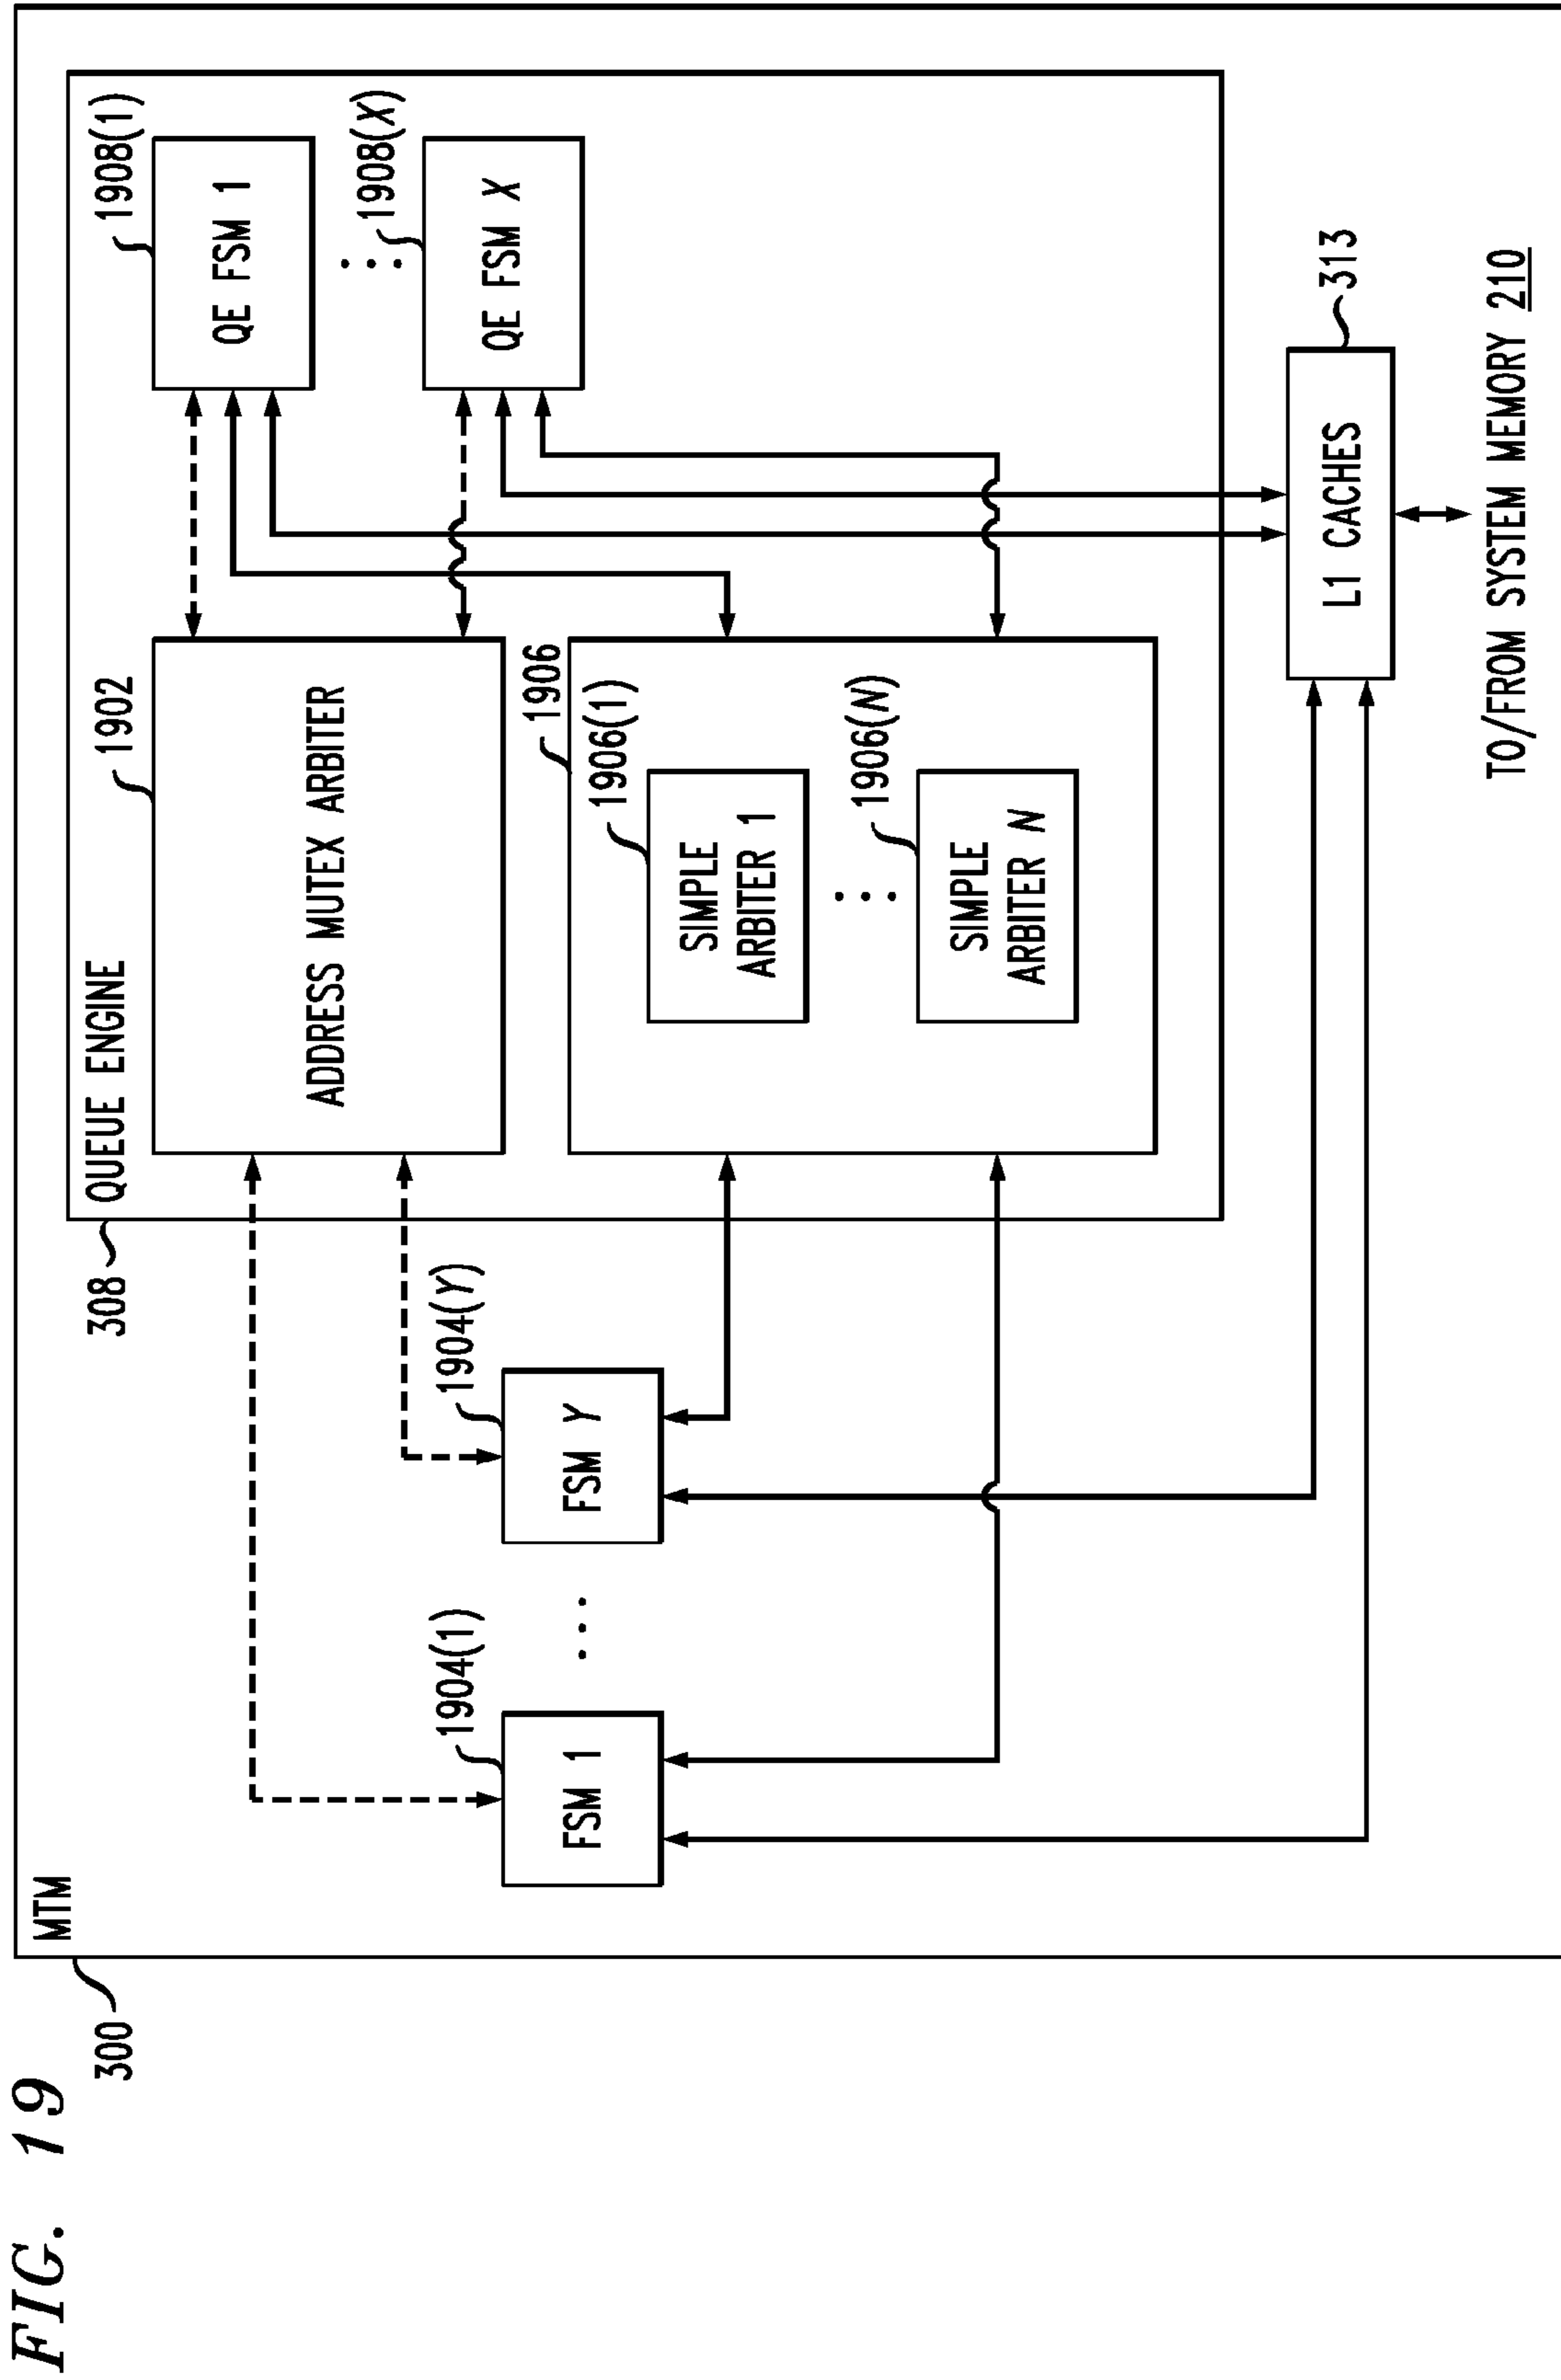 FIG. 19
300
MTM
308
QUEUE ENGINE
1902
ADDRESS MUTEX ARBITER
1908(1)
QE FSM 1
1908(X)
QE FSM X
1904(1)
FSM 1
1904(Y)
FSM Y
1906
1906(1)
SIMPLE
ARBITER 1
1906(N)
SIMPLE
ARBITER N
313
L1 CACHES
TO/FROM SYSTEM MEMORY 210